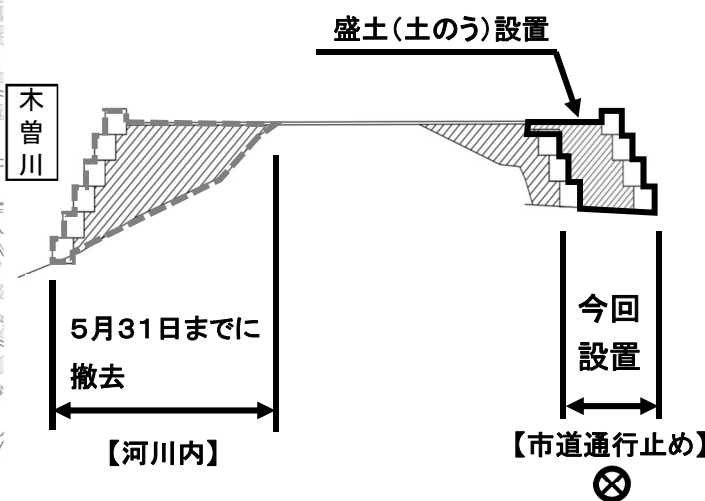 盛土(土のう)設置
木曽川
5月31日までに
撤去
今回
設置
【河川内】
【市道通行止め】